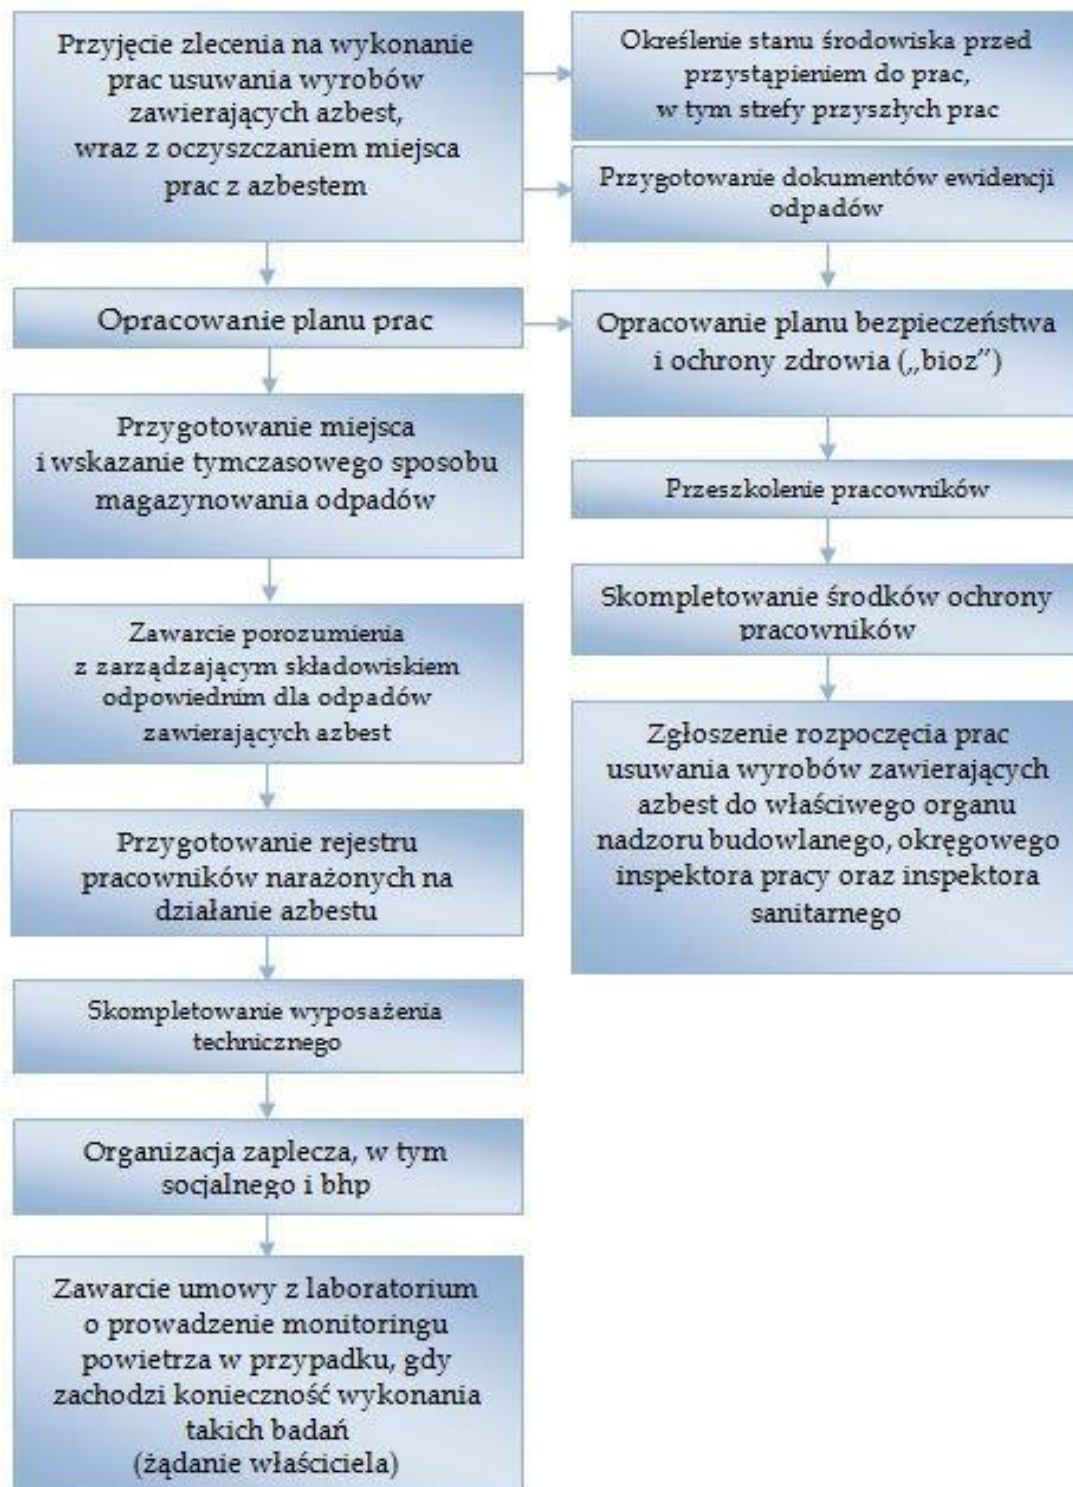 Przyjęcie zlecenia na wykonanie
prac usuwania wyrobów
zawierających azbest,
wraz z oczyszczaniem miejsca
prac z azbestem
Określenie stanu środowiska przed
przystąpieniem do prac,
w tym strefy przyszłych prac
Przygotowanie dokumentów ewidencji
odpadów
Opracowanie planu prac
Opracowanie planu bezpieczeństwa
i ochrony zdrowia („bioz”)
Przygotowanie miejsca
i wskazanie tymczasowego sposobu
magazynowania odpadów
Przeszkolenie pracowników
Skompletowanie środków ochrony
pracowników
Zawarcie porozumienia
z zarządzającym składowiskiem
odpowiednim dla odpadów
zawierających azbest
Zgłoszenie rozpoczęcia prac
usuwania wyrobów zawierających
azbest do właściwego organu
nadzoru budowlanego, okręgowego
inspektora pracy oraz inspektora
sanitarnego
Przygotowanie rejestru
pracowników narażonych na
działanie azbestu
Skompletowanie wyposażenia
technicznego
Organizacja zaplecza, w tym
socjalnego i bhp
Zawarcie umowy z laboratorium
o prowadzenie monitoringu
powietrza w przypadku, gdy
zachodzi konieczność wykonania
takich badań
(żądanie właściciela)